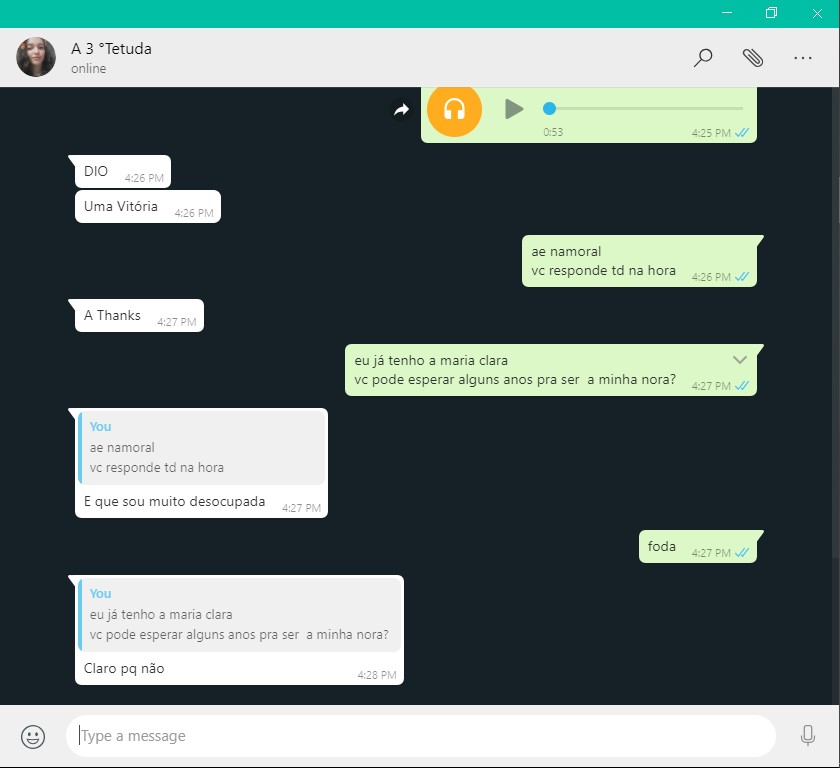 A 3 °Tetuda
online
0:53
4:25 PM
DIO
4:26 PM
Uma Vitória
4:26 PM
ae namoral
vc responde td na hora
4:26 PM
A Thanks
4:27 PM
eu já tenho a maria clara
vc pode esperar alguns anos pra ser a minha nora?
4:27 PM
You
ae namoral
vc responde td na hora
E que sou muito desocupada
4:27 PM
foda
4:27 PM
You
eu já tenho a maria clara
vc pode esperar alguns anos pra ser a minha nora?
Claro pq não
4:28 PM
Type a message